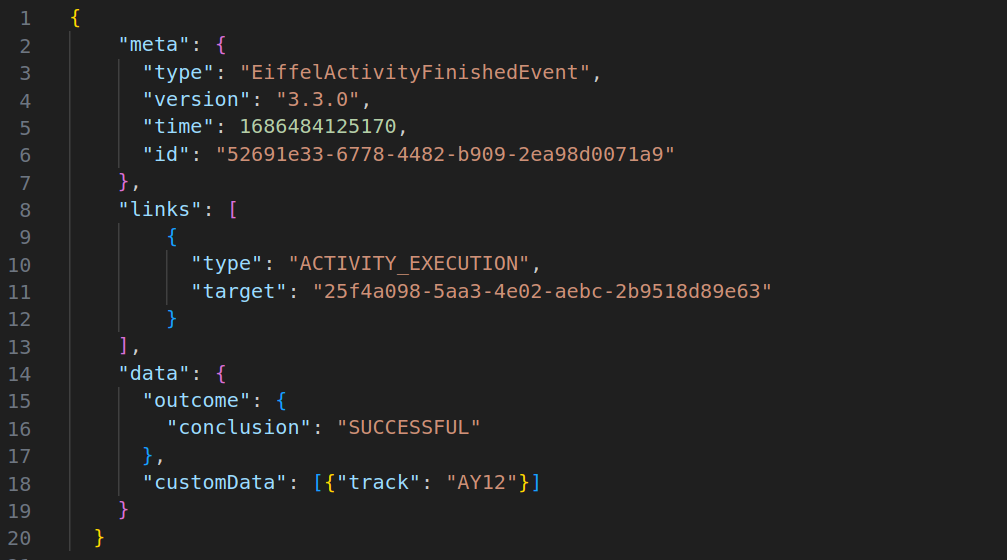 1 {
2 "meta": {
3 "type": "EiffelActivityFinishedEvent",
4 "version": "3.3.0",
5 "time": 1686484125170,
6 "id": "52691e33-6778-4482-b909-2ea98d0071a9"
7 },
8 "links": [
9 {
10 "type": "ACTIVITY_EXECUTION",
11 "target": "25f4a098-5aa3-4e02-aebc-2b9518d89e63"
12 }
13 ],
14 "data": {
15 "outcome": {
16 "conclusion": "SUCCESSFUL"
17 },
18 "customData": [{"track": "AY12"}]
19 }
20 }